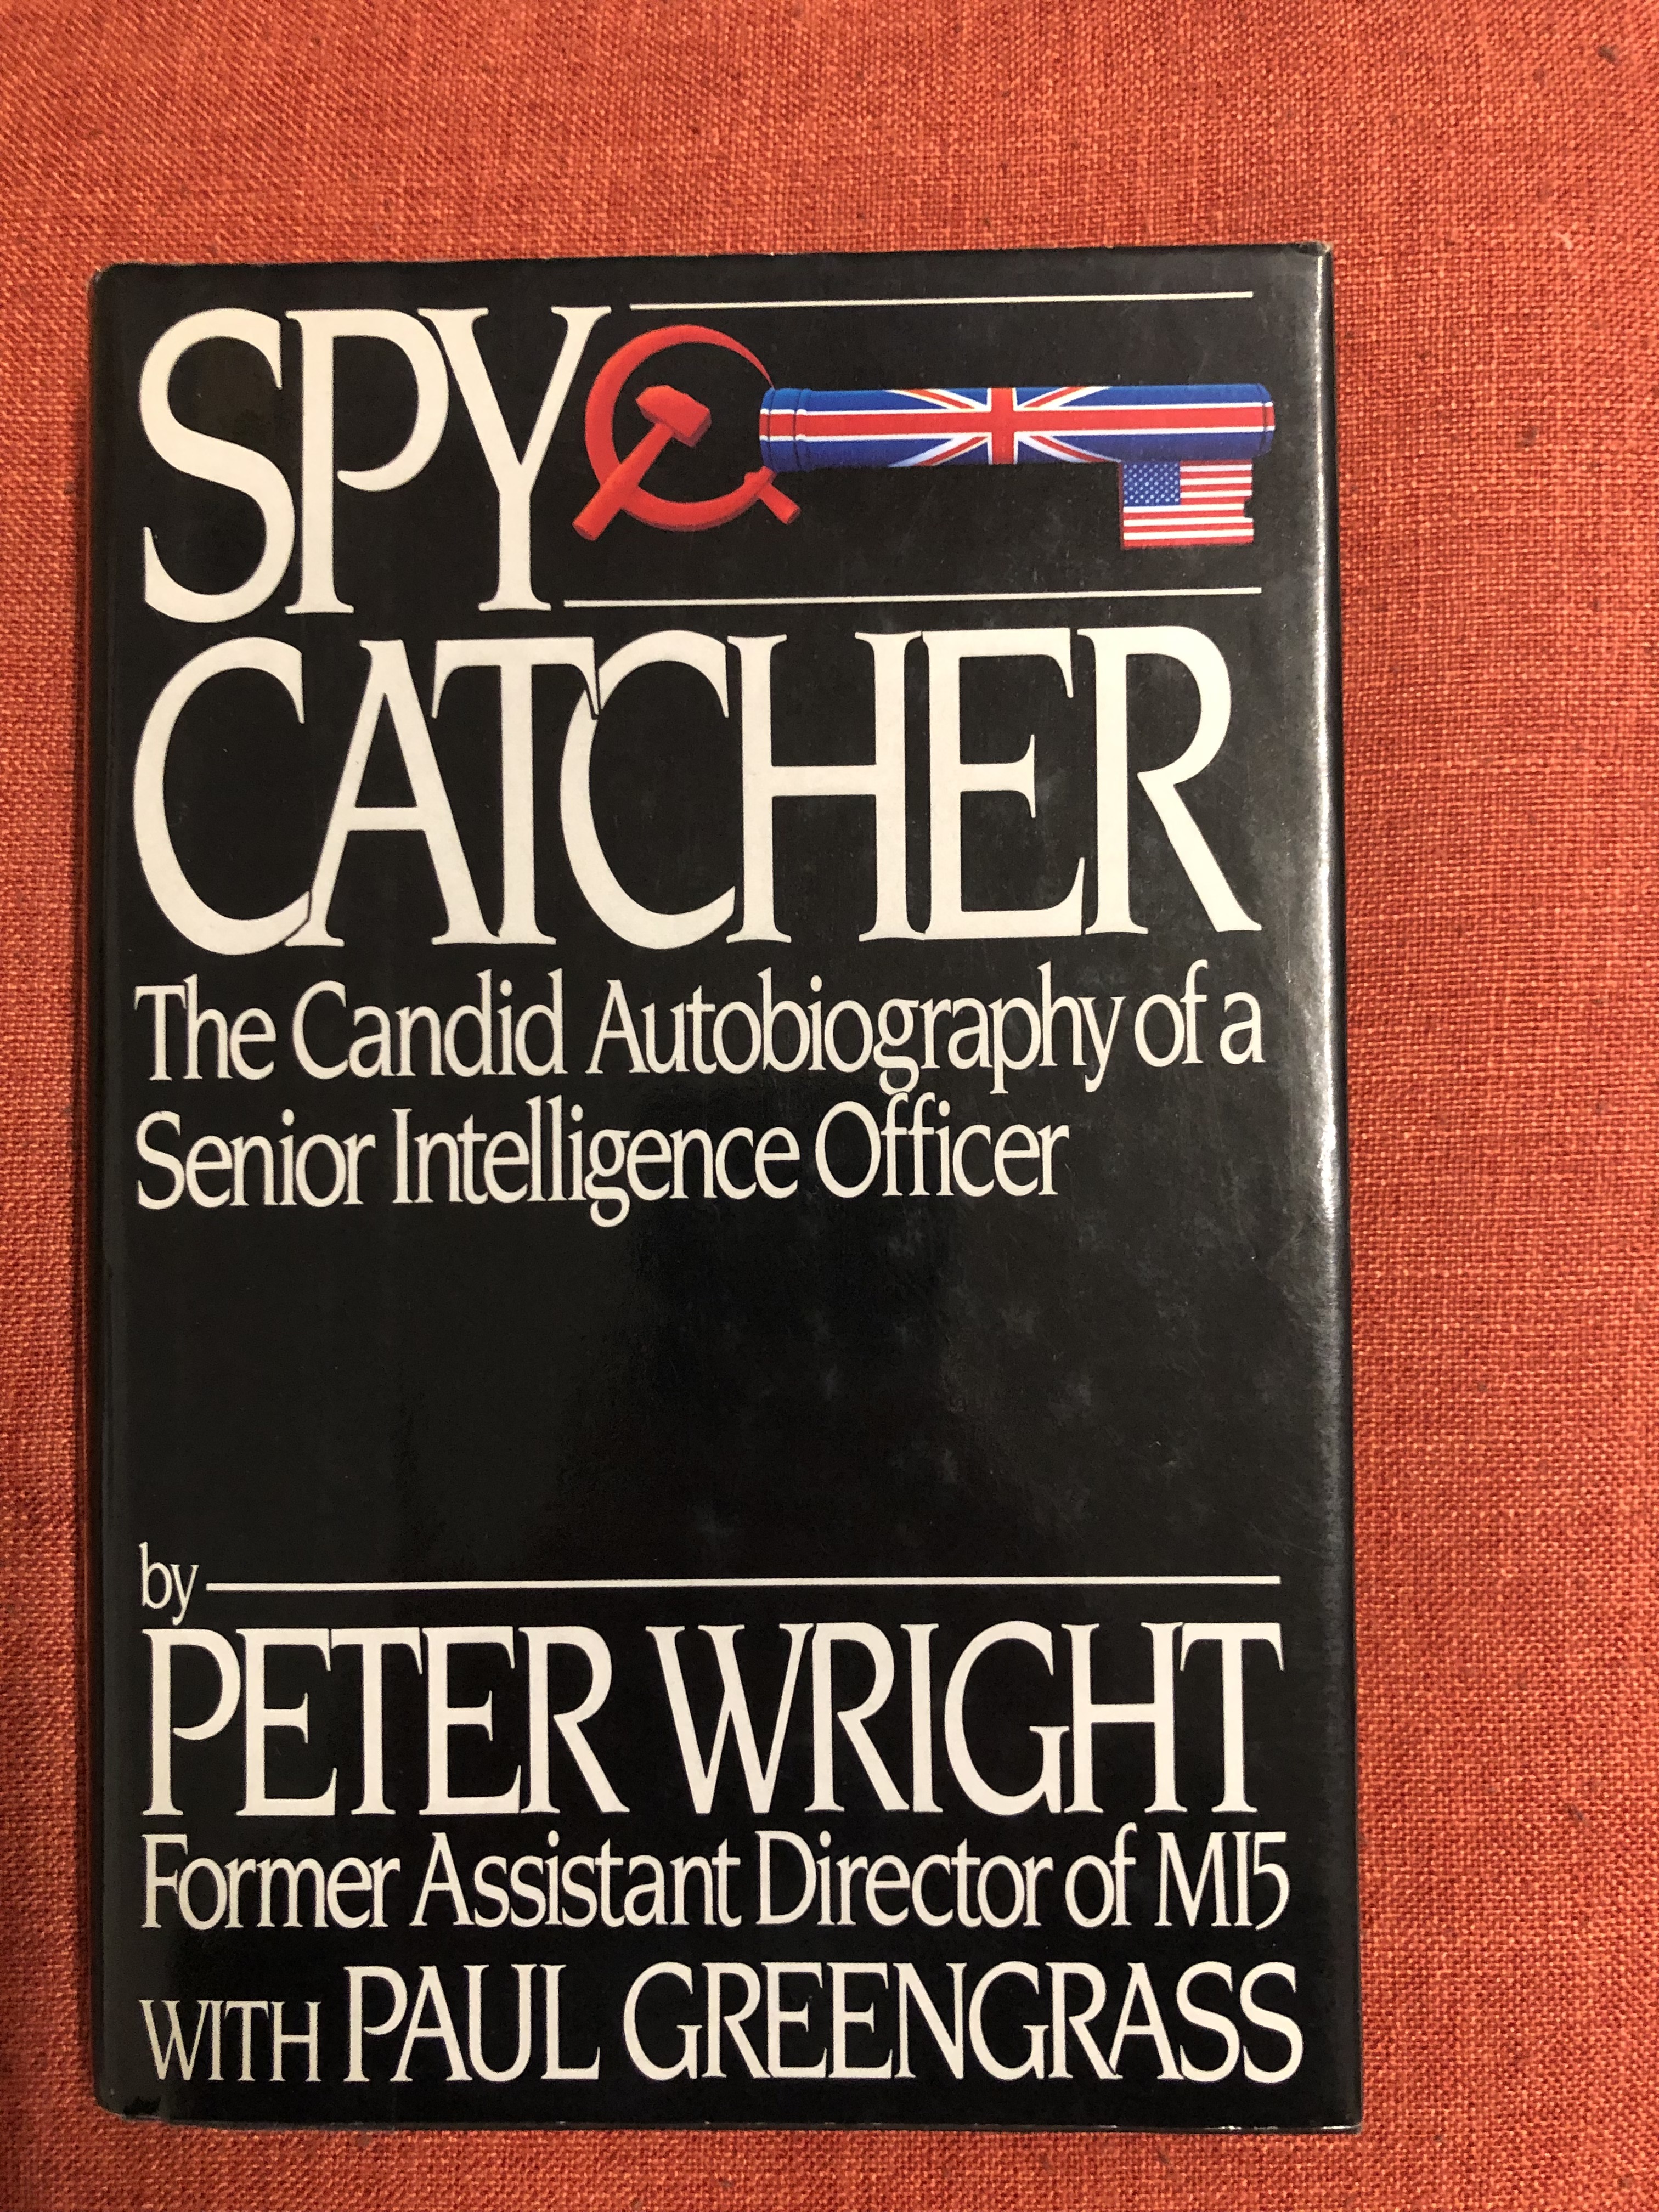 SPY
CATCHER
The Candid Autobiography of a
Senior Intelligence Officer
by
PETER WRIGHT
Former Assistant Director of MI5
WITH PAUL GREENGRASS